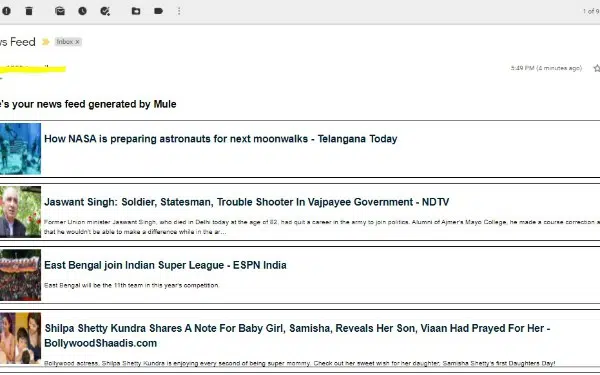 1 of 9
s Feed
Inbox x
5:49 PM (4 minutes ago)
's your news feed generated by Mule
How NASA is preparing astronauts for next moonwalks - Telangana Today
Jaswant Singh: Soldier, Statesman, Trouble Shooter In Vajpayee Government - NDTV
Former Union minister Jaswant Singh, who died in Delhi today at the age of 82, had quit a career in the army to join politics. Alumni of Ajmer's Mayo College, he made a course correction a
that he wouldn't be able to make a difference while in the ar...
East Bengal join Indian Super League - ESPN India
East Bengal will be the 11th team in this year's competition.
Shilpa Shetty Kundra Shares A Note For Baby Girl, Samisha, Reveals Her Son, Viaan Had Prayed For Her -
BollywoodShaadis.com
Bollywood actress, Shilpa Shetty Kundra is enjoying every second of being super mommy. Check out her sweet wish for her daughter, Samisha Shetty's first Daughters Day!